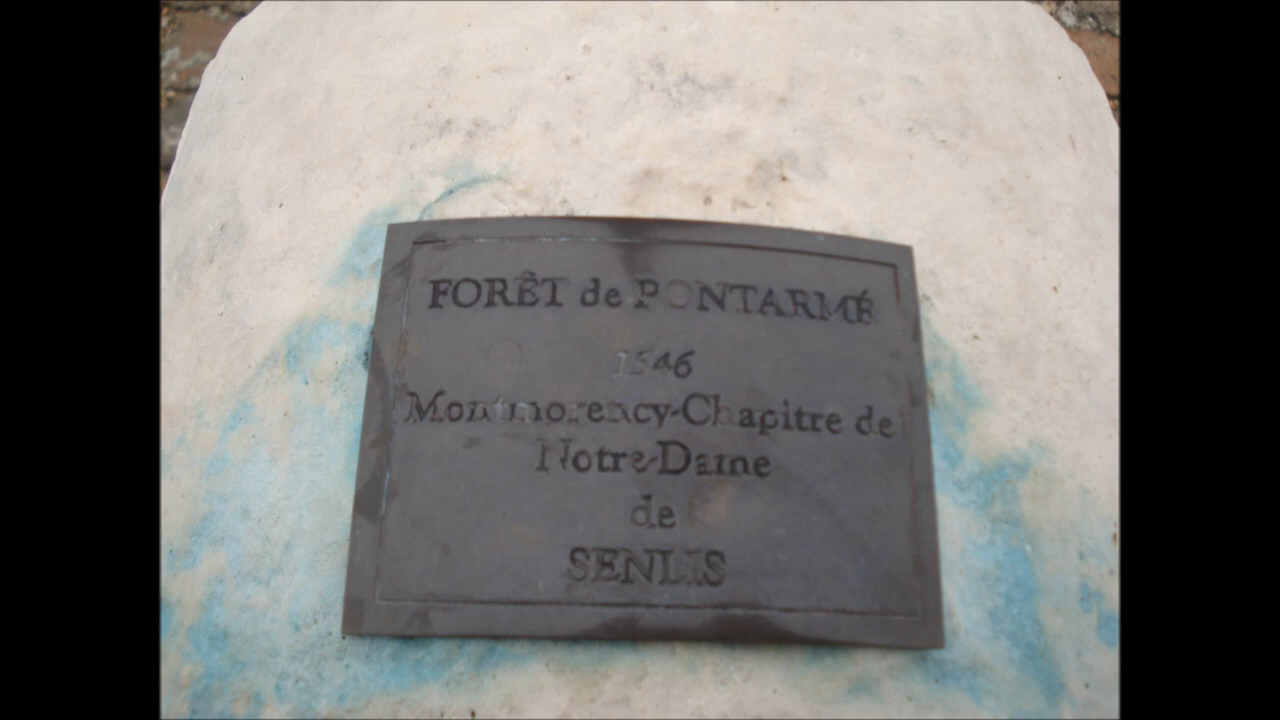 FORÊT de PONTARMÉ
1546
Montmorency-Chapitre de
Notre-Dame
de
SENLIS